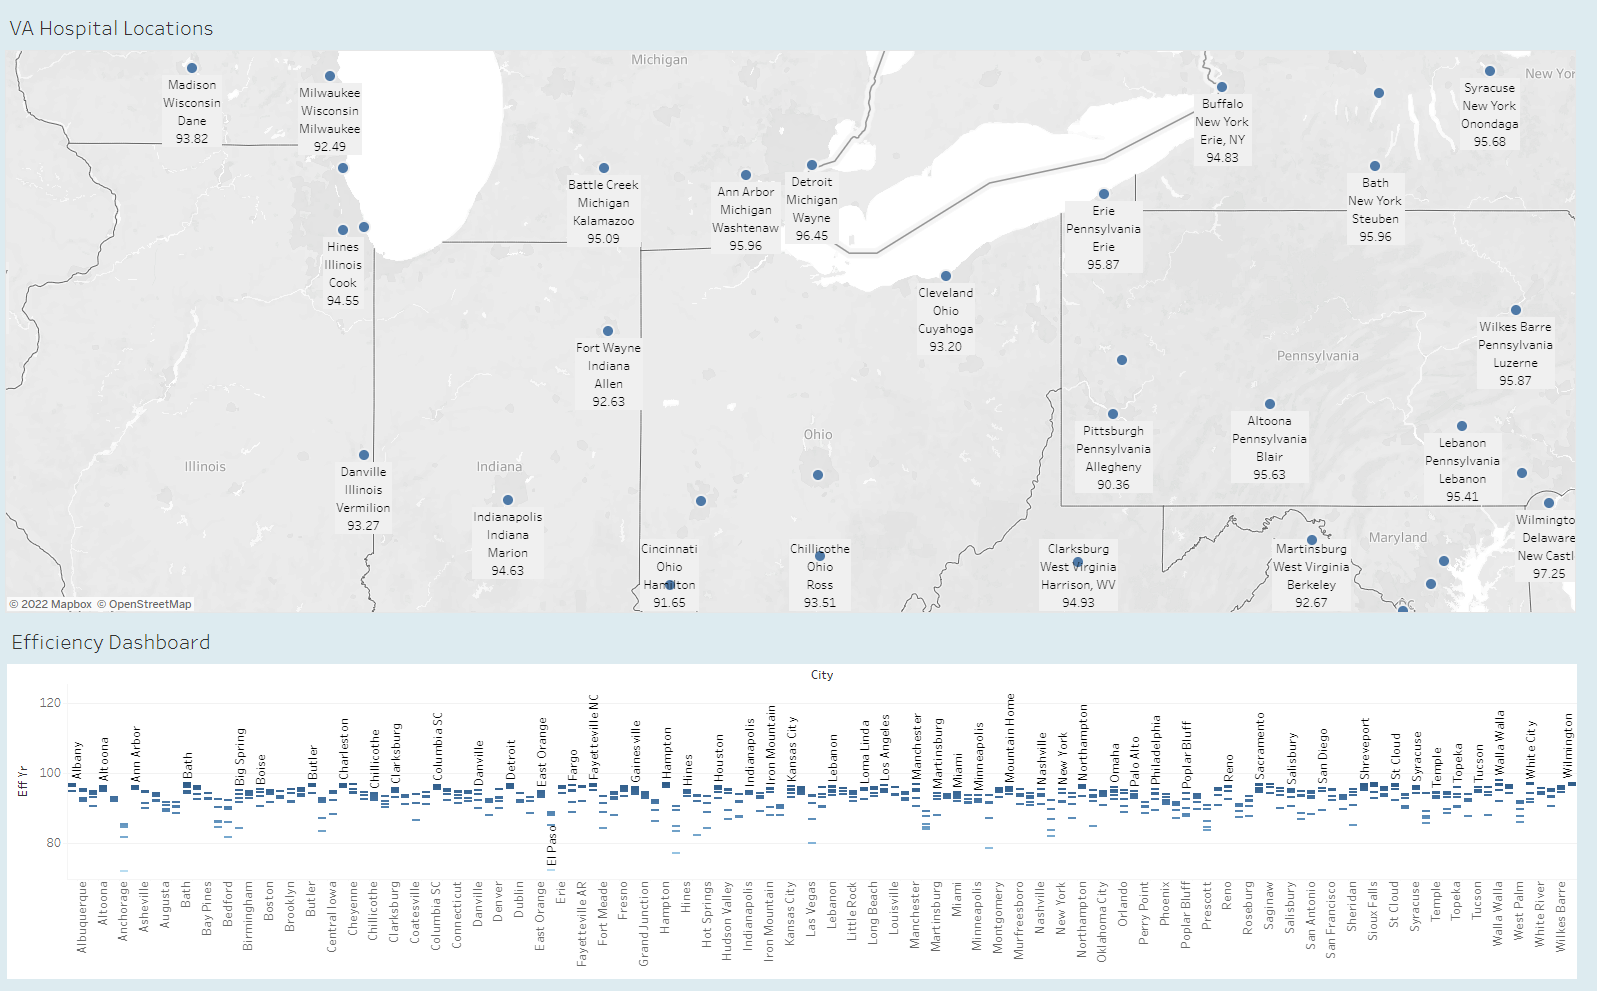 VA Hospital Locations
Michigan
New Yor
Madison
Wisconsin
Dane
93.82
Milwaukee
Wisconsin
Milwaukee
92.49
Buffalo
New York
Erie, NY
94.83
Syracuse
New York
Onondaga
95.68
Battle Creek
Michigan
Kalamazoo
95.09
Ann Arbor
Michigan
Washtenaw
95.96
Detroit
Michigan
Wayne
96.45
Bath
New York
Steuben
95.96
Erie
Pennsylvania
Erie
95.87
Hines
Illinois
Cook
94.55
Cleveland
Ohio
Cuyahoga
93.20
Fort Wayne
Indiana
Allen
92.63
Wilkes Barre
Pennsylvania
Luzerne
95.87
Pennsylvania
Pittsburgh
Pennsylvania
Allegheny
90.36
Altoona
Pennsylvania
Blair
95.63
Lebanon
Pennsylvania
Lebanon
95.41
Ohio
Illinois
Indiana
Danville
Illinois
Vermilion
93.27
Indianapolis
Indiana
Marion
94.63
Cincinnati
Ohio
Hamilton
91.65
Chillicothe
Ohio
Ross
93.51
Clarksburg
West Virginia
Harrison, WV
94.93
Martinsburg
West Virginia
Berkeley
92.67
Maryland
Wilmingto
Delaware
New Castl
97.25
DC
© 2022 Mapbox © OpenStreetMap
Efficiency Dashboard
City
Eff Yr
120
100
80
Albany
Altoona
Ann Arbor
Bath
Big Spring
Boise
Butler
Charleston
Chillicothe
Clarksburg
Columbia SC
Danville
Detroit
East Orange
El Paso
Fargo
Fayetteville NC
Gainesville
Hampton
Hines
Houston
Indianapolis
Iron Mountain
Kansas City
Lebanon
Loma Linda
Los Angeles
Manchester
Martinsburg
Miami
Minneapolis
Mountain Home
Nashville
New York
Northampton
Omaha
Palo Alto
Philadelphia
Poplar Bluff
Reno
Sacramento
Salisbury
San Diego
Shreveport
St Cloud
Syracuse
Temple
Topeka
Tucson
Walla Walla
White City
Wilmington
Albuquerque
Altoona
Anchorage
Asheville
Augusta
Bath
Bay Pines
Bedford
Birmingham
Boston
Brooklyn
Butler
Central Iowa
Cheyenne
Chillicothe
Clarksburg
Coatesville
Columbia SC
Connecticut
Danville
Denver
Dublin
East Orange
Erie
Fayetteville AR
Fort Meade
Fresno
Grand Junction
Hampton
Hines
Hot Springs
Hudson Valley
Indianapolis
Iron Mountain
Kansas City
Las Vegas
Lebanon
Little Rock
Long Beach
Louisville
Manchester
Martinsburg
Miami
Minneapolis
Montgomery
Murfreesboro
Nashville
New York
Northampton
Oklahoma City
Orlando
Perry Point
Phoenix
Poplar Bluff
Prescott
Reno
Roseburg
Saginaw
Salisbury
San Antonio
San Francisco
Sheridan
Sioux Falls
St Cloud
Syracuse
Temple
Topeka
Tucson
Walla Walla
West Palm
White River
Wilkes Barre